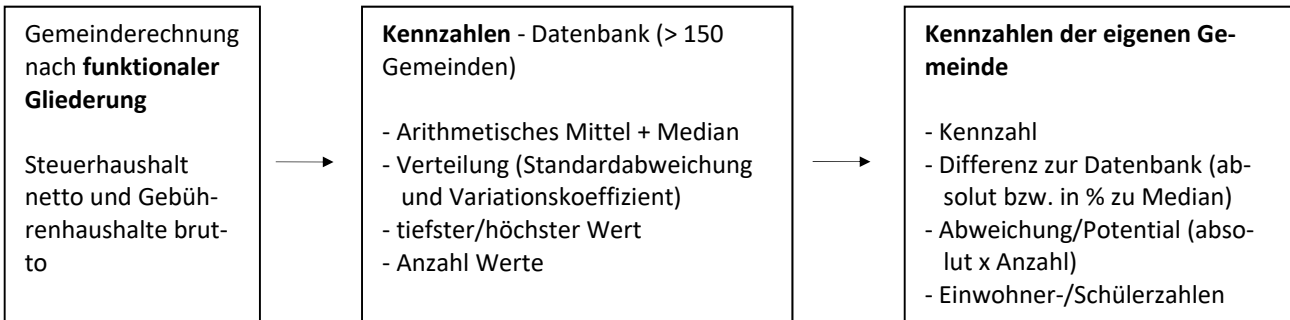 Gemeinderechnung
nach funktionaler
Gliederung
Steuerhaushalt
netto und Gebüh-
renhaushalte brut-
to
Kennzahlen - Datenbank (> 150
Gemeinden)
- Arithmetisches Mittel + Median
- Verteilung (Standardabweichung
und Variationskoeffizient)
- tiefster/höchster Wert
- Anzahl Werte
Kennzahlen der eigenen Ge-
meinde
- Kennzahl
- Differenz zur Datenbank (ab-
solut bzw. in % zu Median)
- Abweichung/Potential (abso-
lut x Anzahl)
- Einwohner-/Schülerzahlen